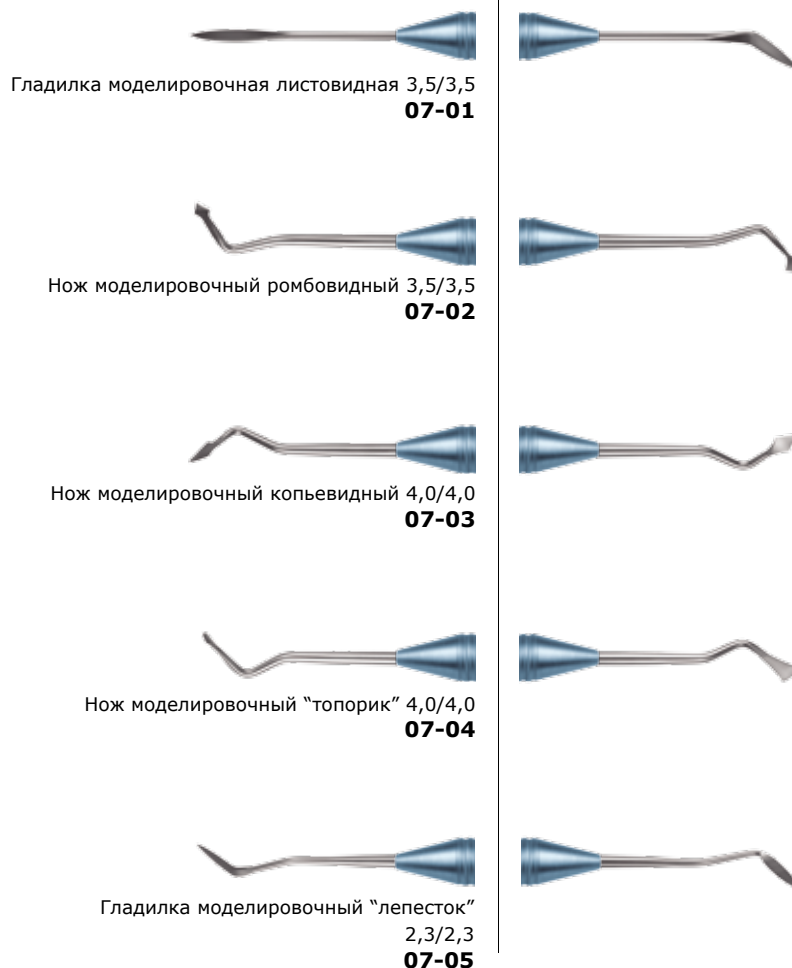 Гладилка моделировочная листовидная 3,5/3,5
07-01
Нож моделировочный ромбовидный 3,5/3,5
07-02
Нож моделировочный копьевидный 4,0/4,0
07-03
Нож моделировочный “топорик” 4,0/4,0
07-04
Гладилка моделировочный “лепесток”
2,3/2,3
07-05